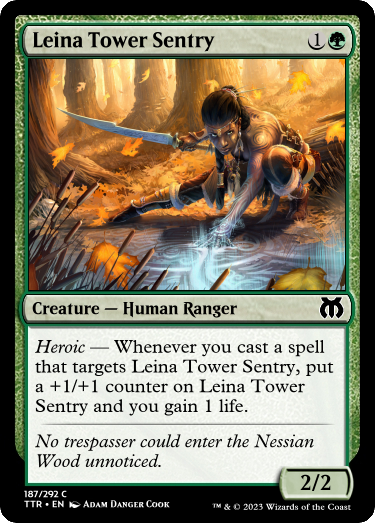 Leina Tower Sentry 1
Creature — Human Ranger
Heroic — Whenever you cast a spell
that targets Leina Tower Sentry, put
a +1/+1 counter on Leina Tower
Sentry and you gain 1 life.
No trespasser could enter the Nessian
Wood unnoticed.
2/2
187/292 C
TTR • EN Adam Danger Cook
™ & © 2023 Wizards of the Coast